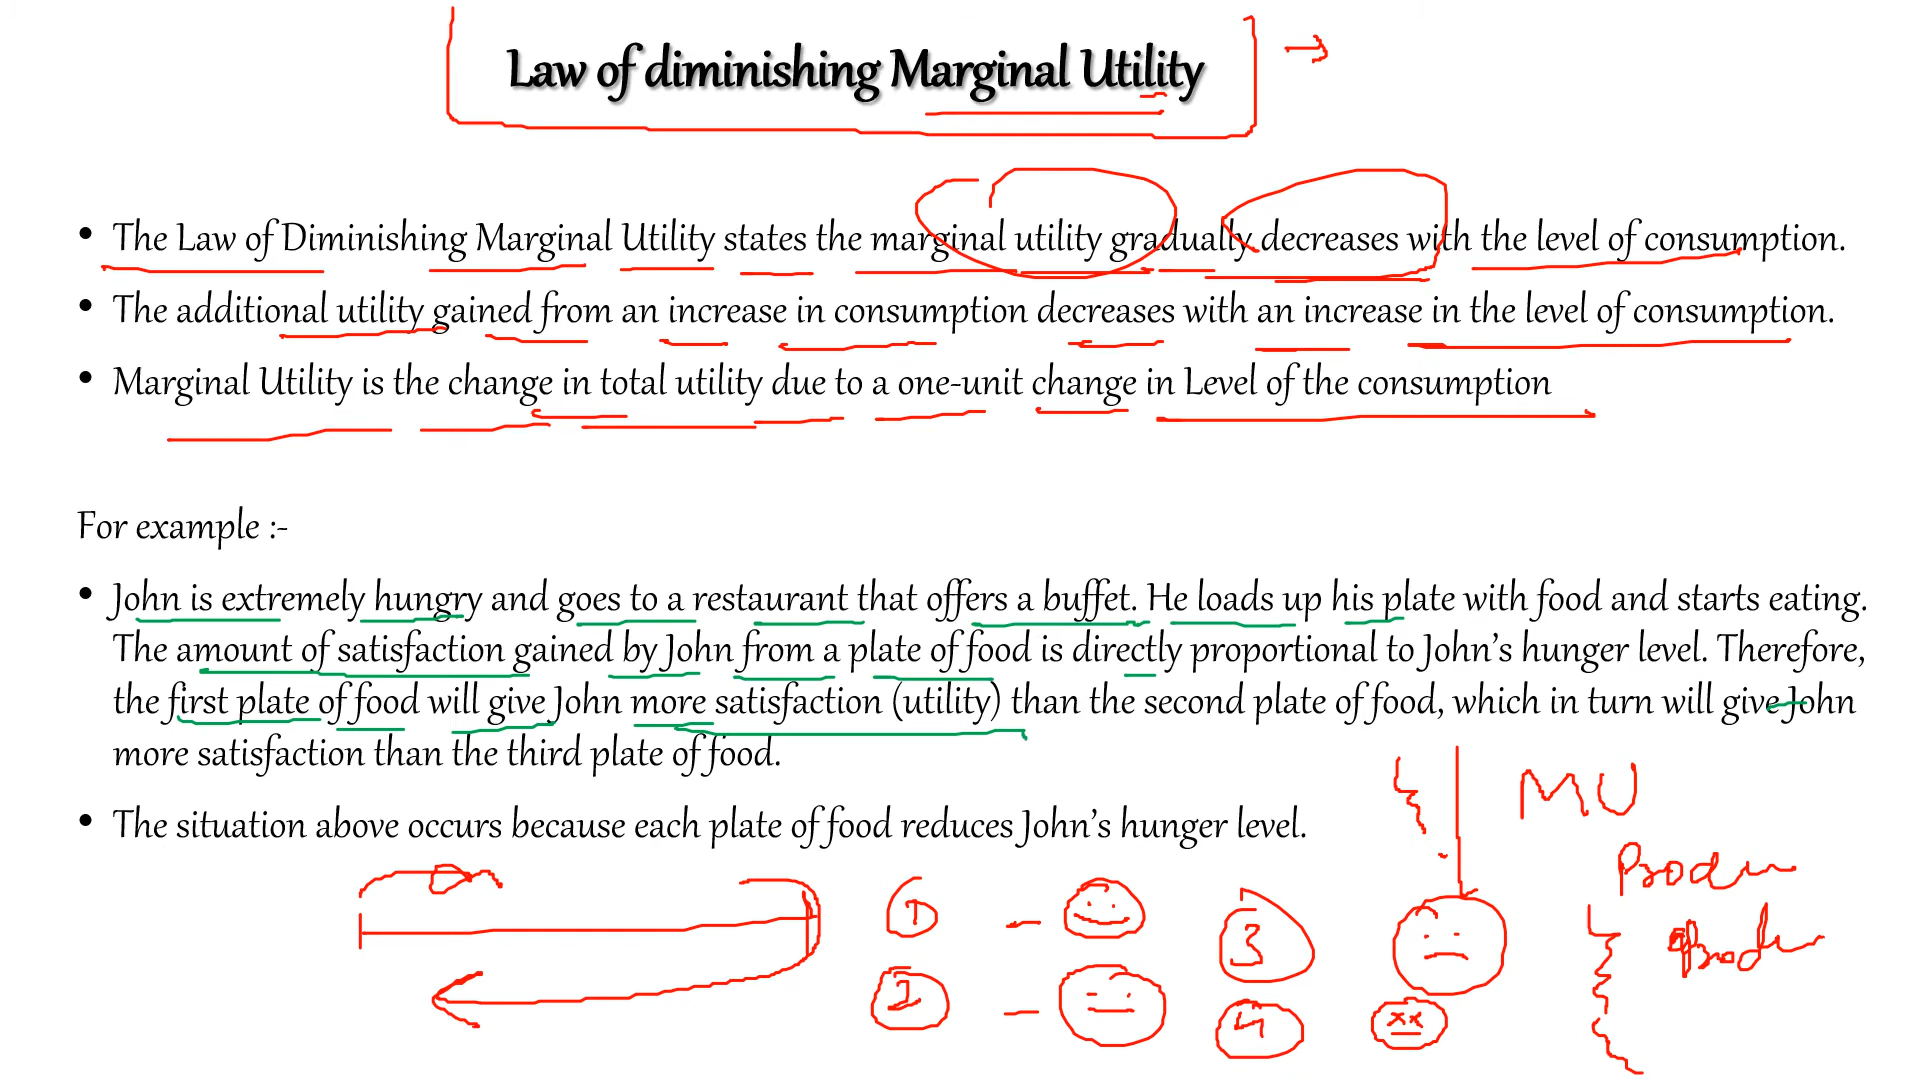 Law of diminishing Marginal Utility
• The Law of Diminishing Marginal Utility states the marginal utility gradually decreases with the level of consumption.
• The additional utility gained from an increase in consumption decreases with an increase in the level of consumption.
• Marginal Utility is the change in total utility due to a one-unit change in Level of the consumption
For example :-
• John is extremely hungry and goes to a restaurant that offers a buffet. He loads up his plate with food and starts eating.
The amount of satisfaction gained by John from a plate of food is directly proportional to John’s hunger level. Therefore,
the first plate of food will give John more satisfaction (utility) than the second plate of food, which in turn will give John
more satisfaction than the third plate of food.
• The situation above occurs because each plate of food reduces John’s hunger level.
MU
1
3
2
4